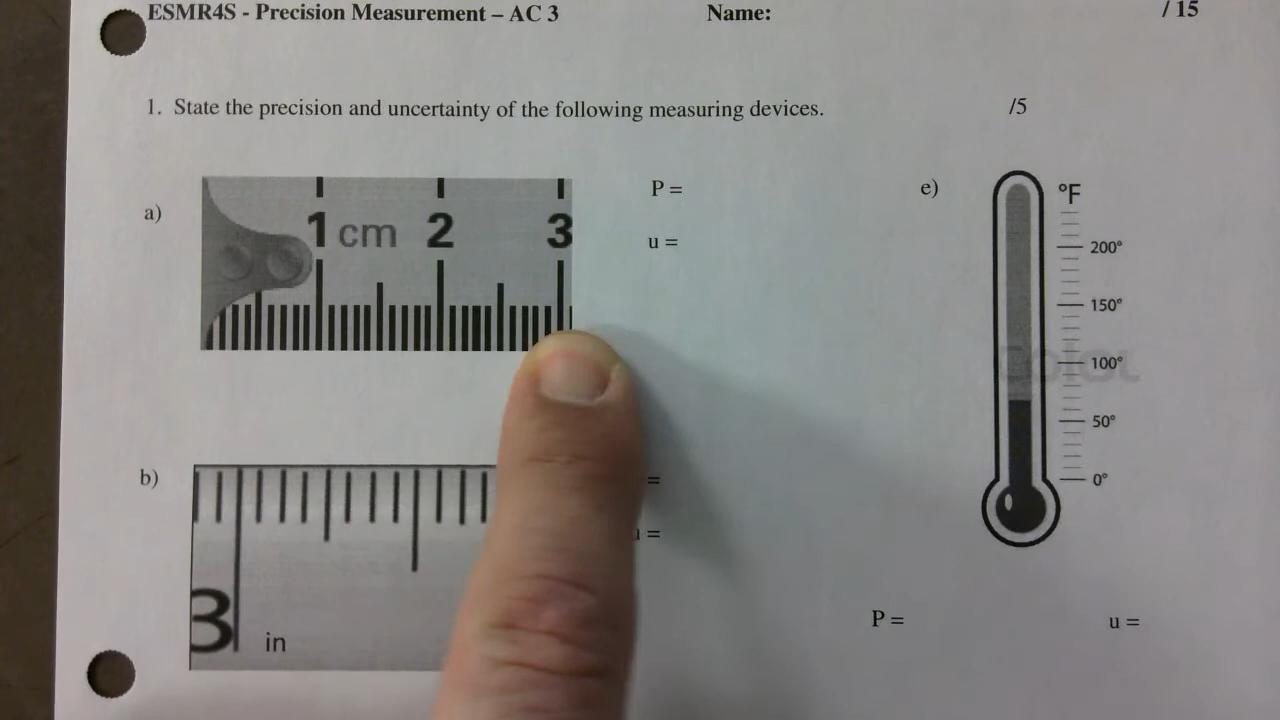 ESMR4S - Precision Measurement – AC 3 Name: / 15
1. State the precision and uncertainty of the following measuring devices. /5
a)
1 cm 2 3
P =
u =
e)
°F
200°
150°
100°
50°
0°
b)
3 in
=
=
P = u =